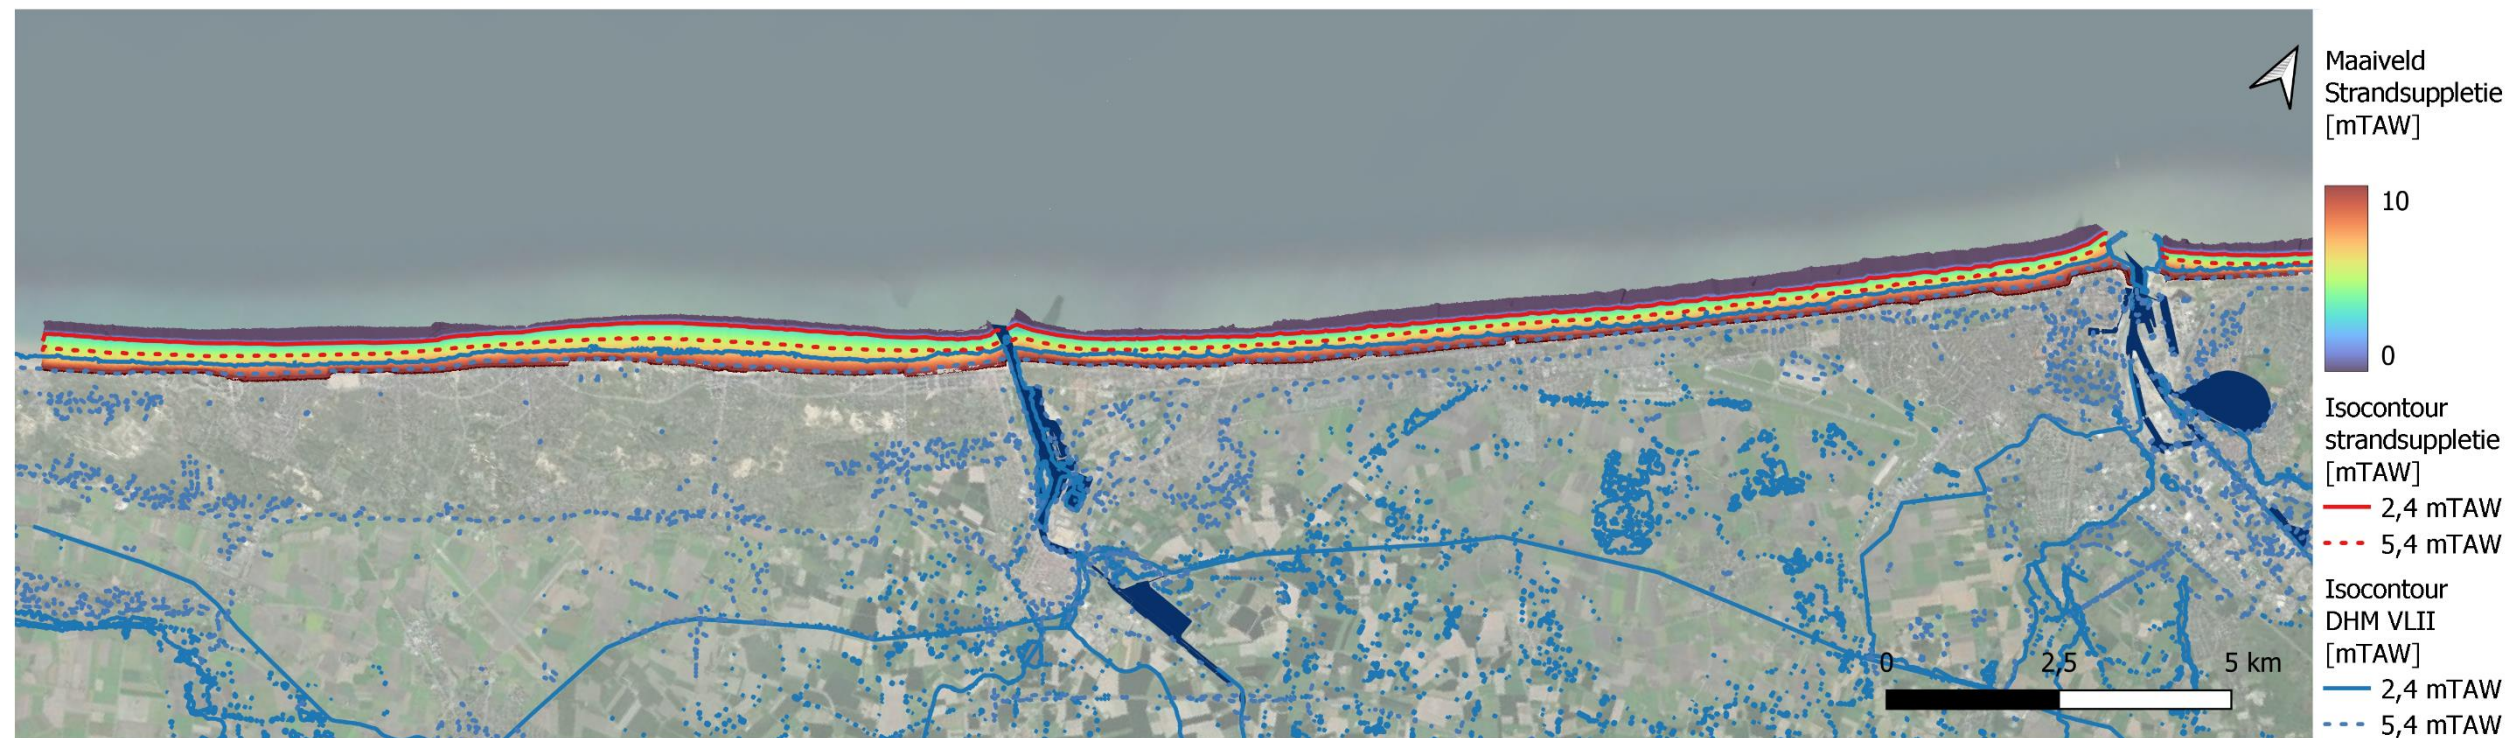 Maaiveld
Strandsuppletie
[mTAW]
10
0
Isocontour
strandsuppletie
[mTAW]
2,4 mTAW
5,4 mTAW
Isocontour
DHM VLII
[mTAW]
2,4 mTAW
5,4 mTAW
0 2,5 5 km